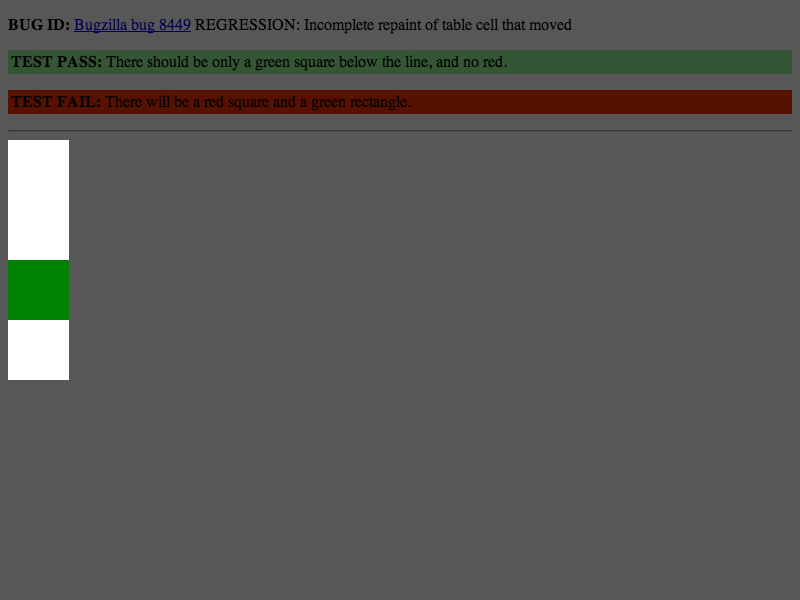 BUG ID: Bugzilla bug 8449 REGRESSION: Incomplete repaint of table cell that moved
TEST PASS: There should be only a green square below the line, and no red.
TEST FAIL: There will be a red square and a green rectangle.